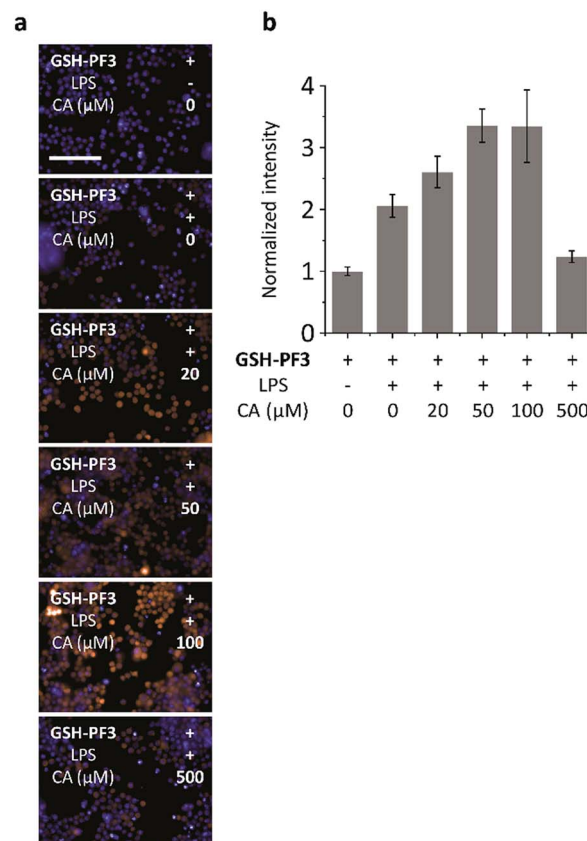 a
GSH-PF3 +
LPS -
CA (μM) 0
GSH-PF3 +
LPS +
CA (μM) 0
GSH-PF3 +
LPS +
CA (μM) 20
GSH-PF3 +
LPS +
CA (μM) 50
GSH-PF3 +
LPS +
CA (μM) 100
GSH-PF3 +
LPS +
CA (μM) 500
b
Normalized intensity
4
3
2
1
0
GSH-PF3 + + + + + +
LPS - + + + + +
CA (μM) 0 0 20 50 100 500